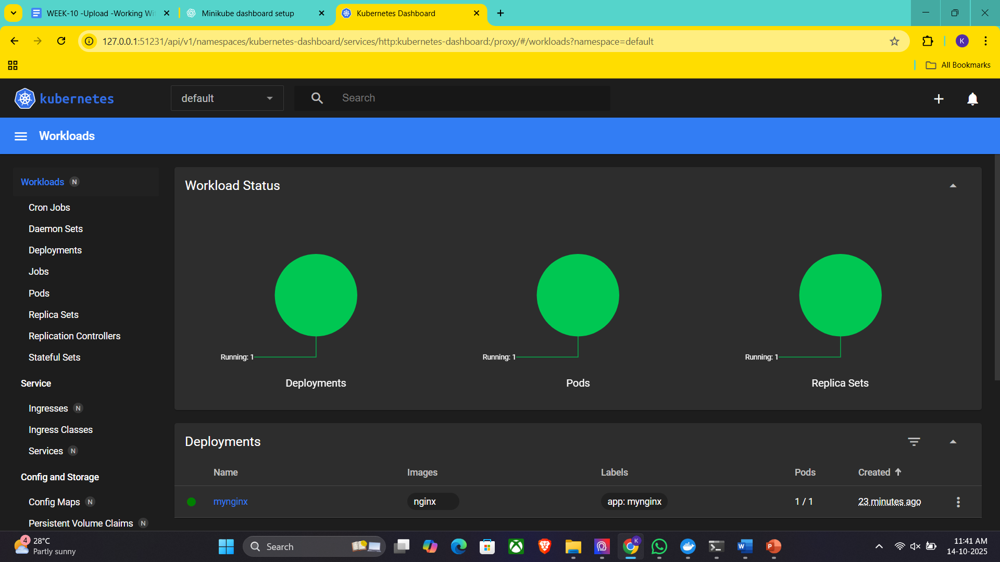 WEEK-10 -Upload -Working Wi
Minikube dashboard setup
Kubernetes Dashboard
127.0.0.1:51231/api/v1/namespaces/kubernetes-dashboard/services/http:kubernetes-dashboard:/proxy/#/workloads?namespace=default
K
All Bookmarks
kubernetes
default
Search
Workloads
Workloads N
Cron Jobs
Daemon Sets
Deployments
Jobs
Pods
Replica Sets
Replication Controllers
Stateful Sets
Service
Ingresses N
Ingress Classes
Services N
Config and Storage
Config Maps N
Persistent Volume Claims N
Workload Status
Running: 1
Deployments
Running: 1
Pods
Running: 1
Replica Sets
Deployments
Name Images Labels Pods Created
mynginx nginx app: mynginx 1 / 1 23 minutes ago
4
28°C
Partly sunny
Search
K
W
P
11:41 AM
14-10-2025